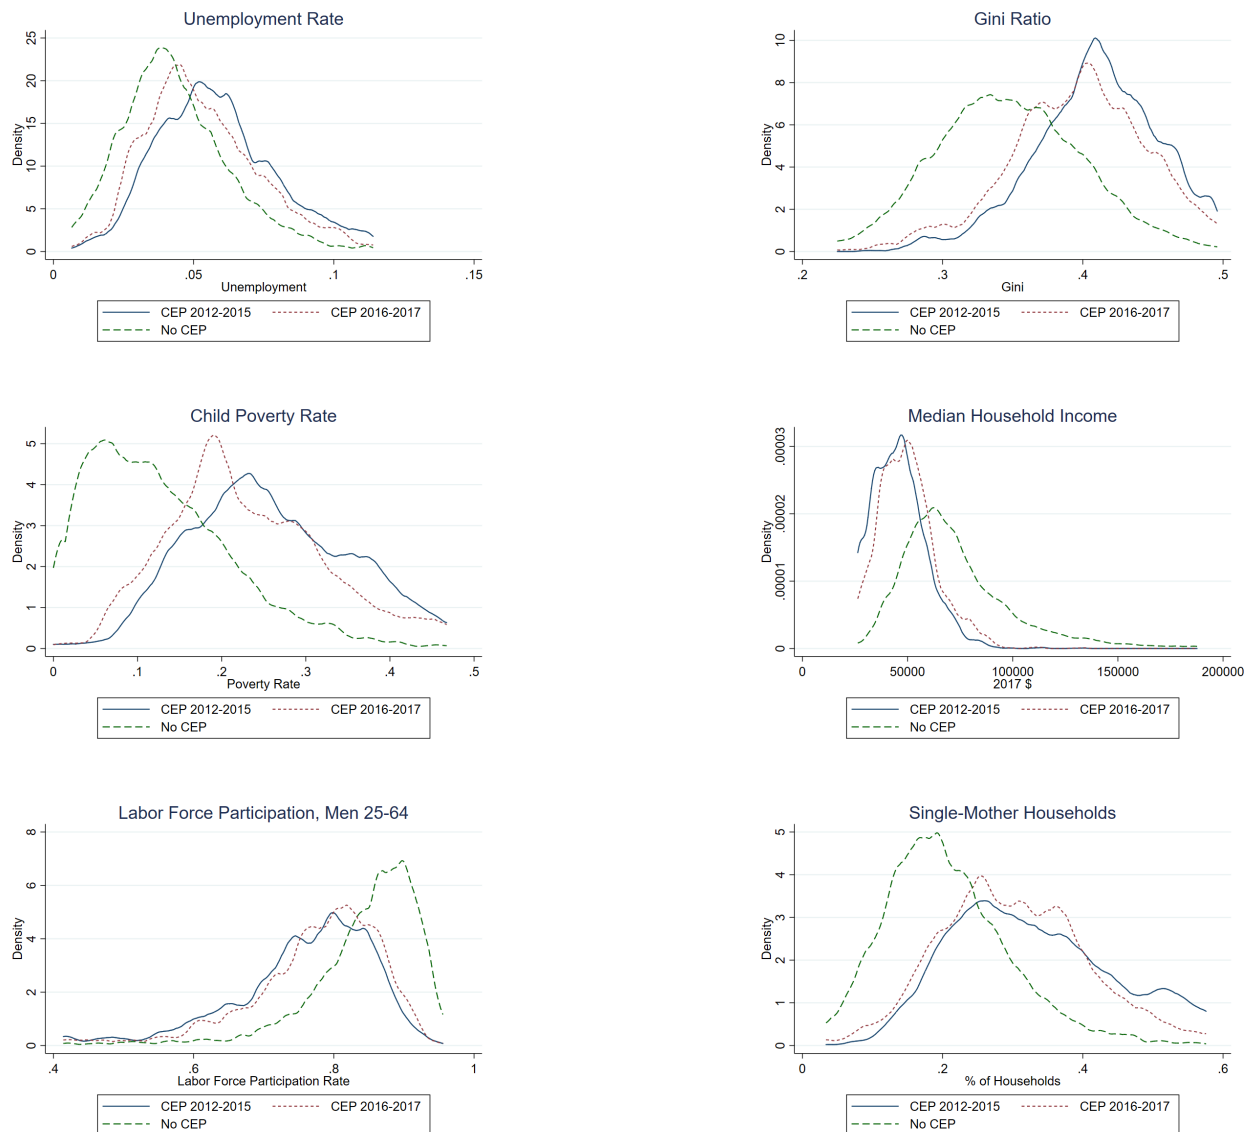 Unemployment Rate
Density
0 5 10 15 20 25
0 .05 .1 .15
Unemployment
CEP 2012-2015 CEP 2016-2017
No CEP
Gini Ratio
Density
0 2 4 6 8 10
.2 .3 .4 .5
Gini
CEP 2012-2015 CEP 2016-2017
No CEP
Child Poverty Rate
Density
0 1 2 3 4 5
0 .1 .2 .3 .4 .5
Poverty Rate
CEP 2012-2015 CEP 2016-2017
No CEP
Median Household Income
Density
0 .00001 .00002 .00003
0 50000 100000 150000 200000
2017 $
CEP 2012-2015 CEP 2016-2017
No CEP
Labor Force Participation, Men 25-64
Density
0 2 4 6 8
.4 .6 .8 1
Labor Force Participation Rate
CEP 2012-2015 CEP 2016-2017
No CEP
Single-Mother Households
Density
0 1 2 3 4 5
0 .2 .4 .6
% of Households
CEP 2012-2015 CEP 2016-2017
No CEP